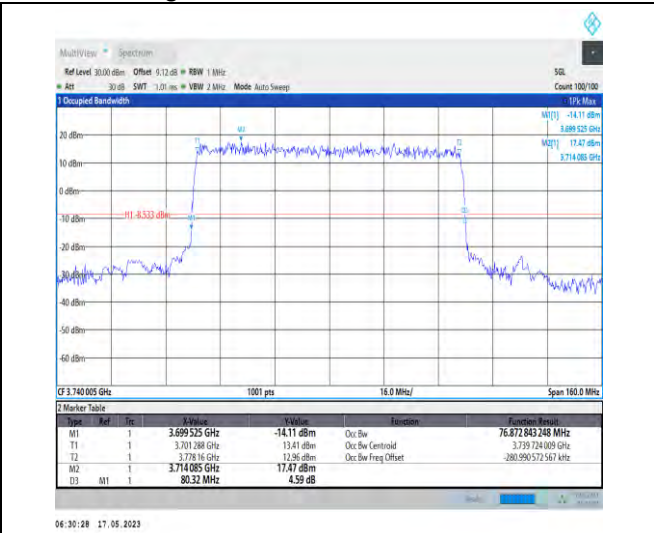 MultiView Spectrum
Ref Level 30.00 dBm Offset 9.12 dB RBW 1 MHz SGL
Att 30 dB SWT 1.01 ms VBW 2 MHz Mode Auto Sweep Count 100/100
1 Occupied Bandwidth 1Pk Max
M1[1] -14.11 dBm
3.699 525 GHz
M2[1] 17.47 dBm
3.714 085 GHz
M2
T1
T2
20 dBm
10 dBm
0 dBm
-10 dBm
H1 -8.533 dBm
M1
D3
-20 dBm
-30 dBm
-40 dBm
-50 dBm
-60 dBm
CF 3.740 005 GHz 1001 pts 16.0 MHz/ Span 160.0 MHz
2 Marker Table
Type Ref Trc X-Value Y-Value Function Function Result
M1 1 3.699 525 GHz -14.11 dBm Occ Bw 76.872 843 248 MHz
T1 1 3.701 288 GHz 13.41 dBm Occ Bw Centroid 3.739 724 009 GHz
T2 1 3.778 16 GHz 12.96 dBm Occ Bw Freq Offset -280.990 572 567 kHz
M2 1 3.714 085 GHz 17.47 dBm
D3 M1 1 80.32 MHz 4.59 dB
06:30:28 17.05.2023